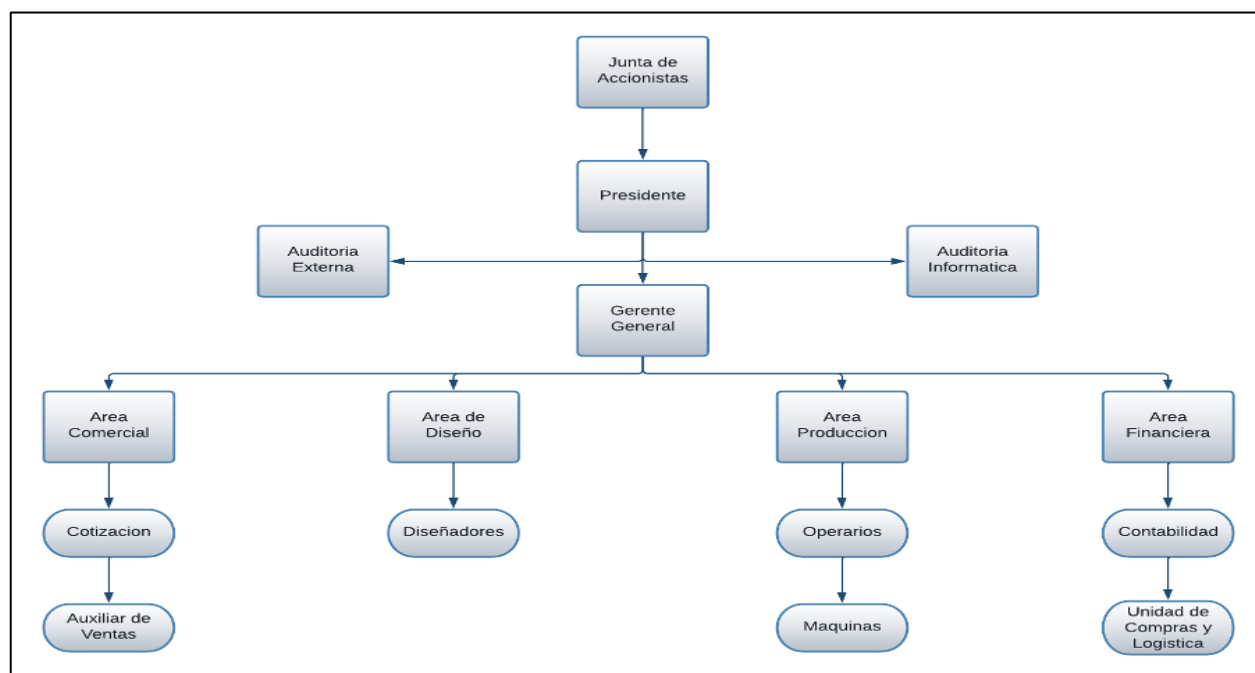 Junta de
Accionistas
Presidente
Auditoria
Externa
Auditoria
Informatica
Gerente
General
Area
Comercial
Area de
Diseño
Area
Produccion
Area
Financiera
Cotizacion
Diseñadores
Operarios
Contabilidad
Auxiliar de
Ventas
Maquinas
Unidad de
Compras y
Logistica